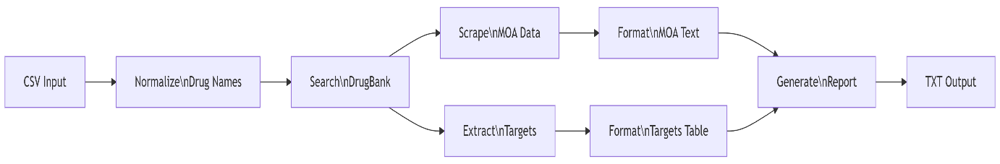 CSV Input
Normalize\nDrug Names
Search\nDrugBank
Scrape\nMOA Data
Format\nMOA Text
Extract\nTargets
Format\nTargets Table
Generate\nReport
TXT Output